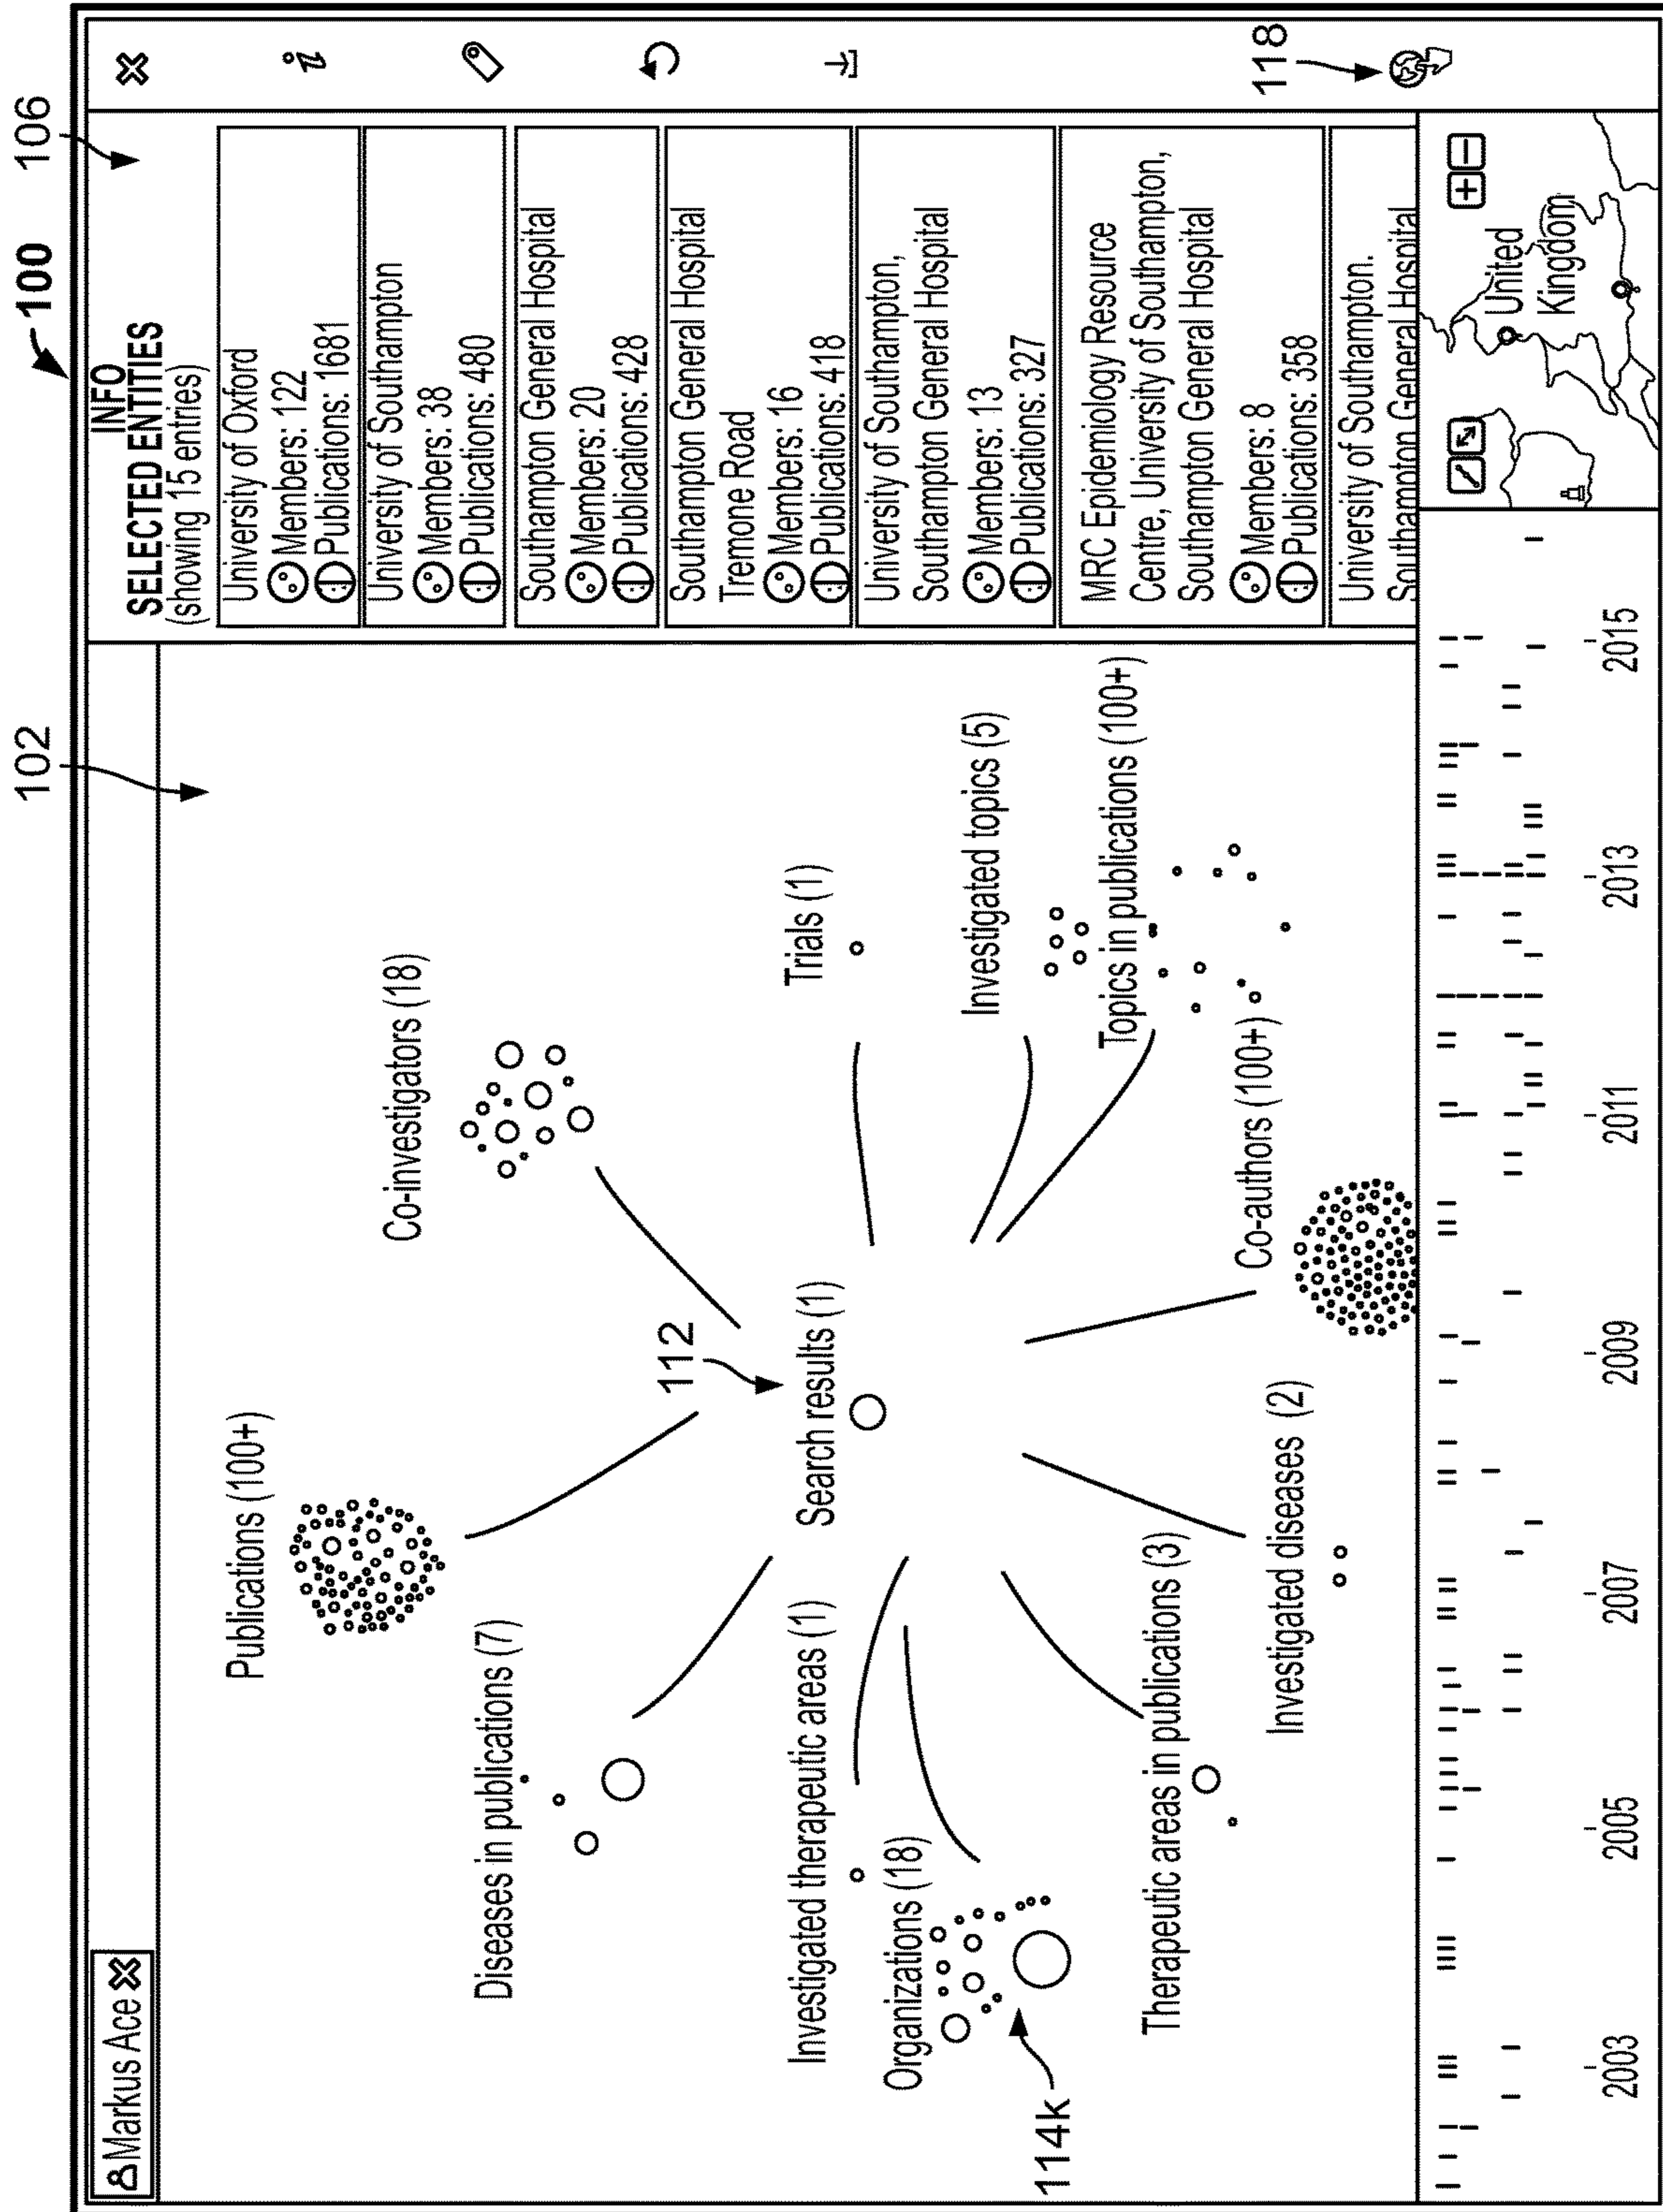 100
102
106
Markus Ace
INFO
SELECTED ENTITIES
(showing 15 entries)
University of Oxford
Members: 122
Publications: 1681
University of Southampton
Members: 38
Publications: 480
Southampton General Hospital
Members: 20
Publications: 428
Southampton General Hospital
Tremone Road
Members: 16
Publications: 418
University of Southampton,
Southampton General Hospital
Members: 13
Publications: 327
MRC Epidemiology Resource
Centre, University of Southampton,
Southampton General Hospital
Members: 8
Publications: 358
University of Southampton.
Southampton General Hospital
i
118
Publications (100+)
Co-investigators (18)
Diseases in publications (7)
112
Search results (1)
Trials (1)
Investigated therapeutic areas (1)
Organizations (18)
114k
Investigated topics (5)
Topics in publications (100+)
Therapeutic areas in publications (3)
Investigated diseases (2)
Co-authors (100+)
United
Kingdom
2003
2005
2007
2009
2011
2013
2015